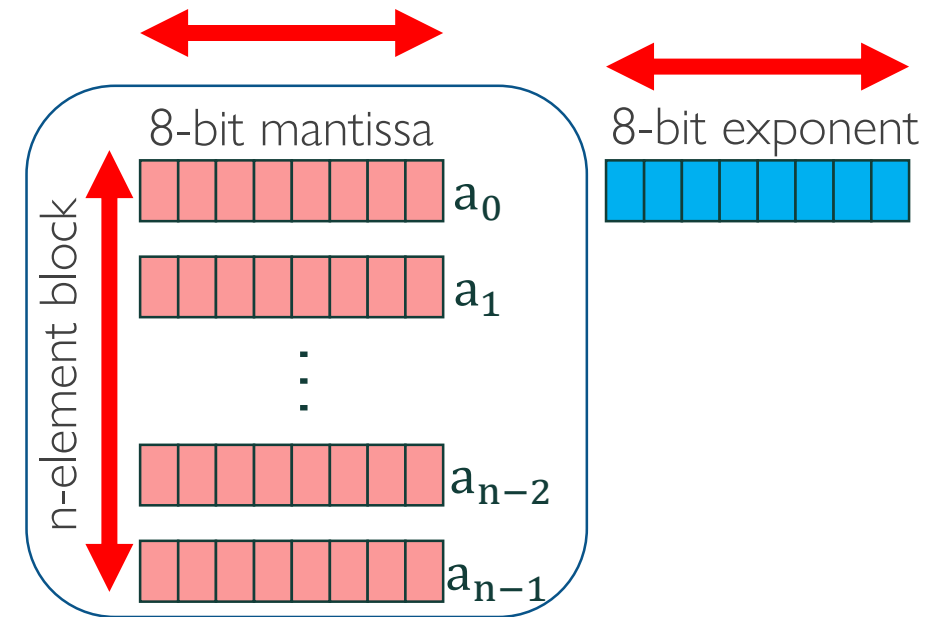 8-bit mantissa
8-bit exponent
n-element block
a₀
a₁
⋮
aₙ₋₂
aₙ₋₁